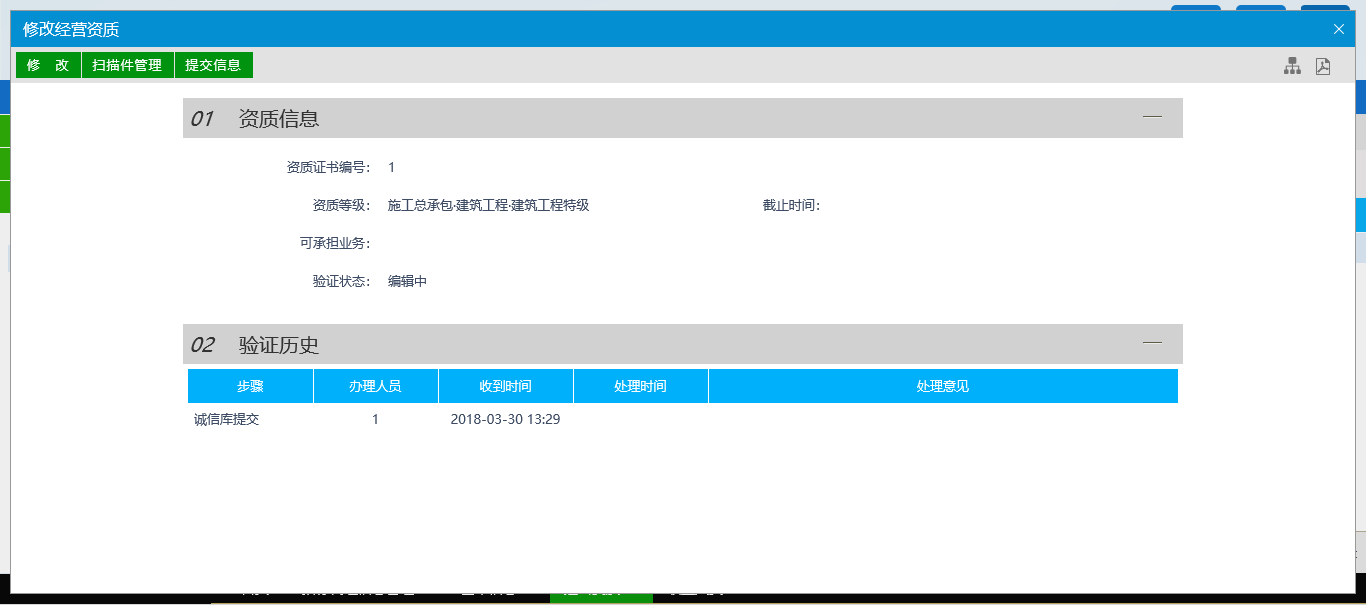 修改经营资质
修 改 扫描件管理 提交信息
01 资质信息
资质证书编号： 1
资质等级： 施工总承包·建筑工程·建筑工程特级 截止时间：
可承担业务：
验证状态： 编辑中
02 验证历史
步骤 办理人员 收到时间 处理时间 处理意见
诚信库提交 1 2018-03-30 13:29